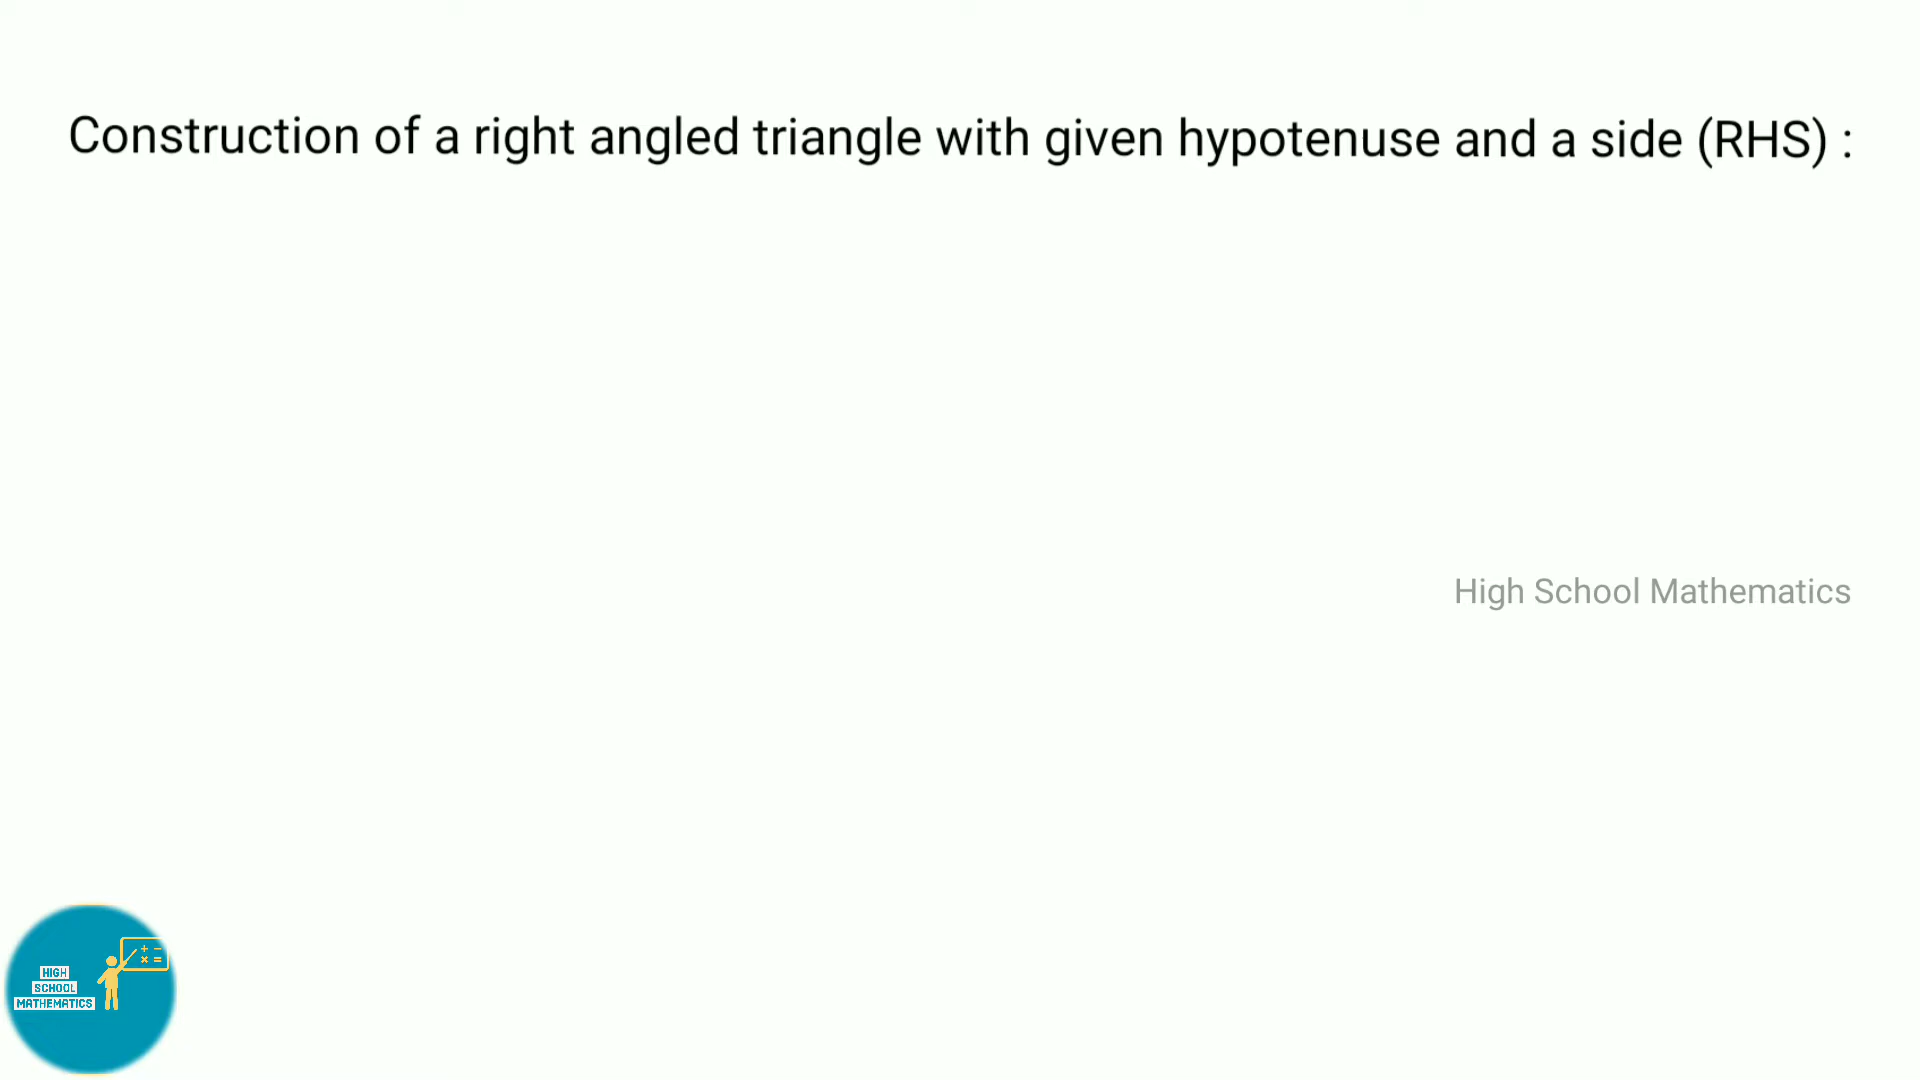 Construction of a right angled triangle with given hypotenuse and a side (RHS) :
High School Mathematics
+ −
× =
HIGH
SCHOOL
MATHEMATICS